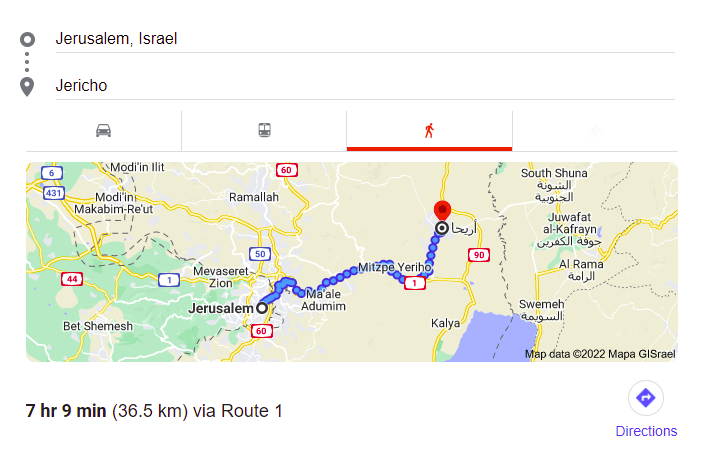 Jerusalem, Israel
Jericho
Modi'in Ilit
6
431
Modi'in
Makabim-Re'ut
Ramallah
60
South Shuna
الشونة
الجنوبية
أريحا
Juwafat
al-Kafrayn
جوفة الكفرين
50
90
44
1
Mevaseret
Zion
Mitzpe Yeriho
1
Al Rama
الرامة
Ma'ale
Adumim
Jerusalem
60
Bet Shemesh
Kalya
Swemeh
السويمة
Map data ©2022 Mapa GISrael
7 hr 9 min (36.5 km) via Route 1
Directions